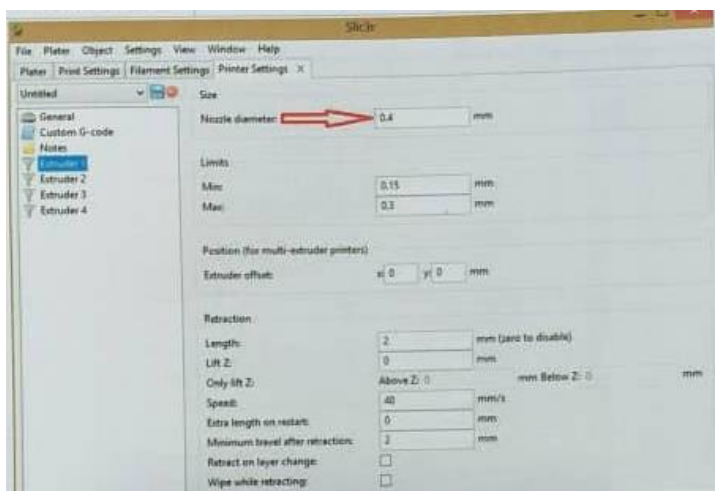 Slic3r
File Plater Object Settings View Window Help
Plater Print Settings Filament Settings Printer Settings X
Untitled
General
Custom G-code
Notes
Extruder 1
Extruder 2
Extruder 3
Extruder 4
Size
Nozzle diameter: 0.4 mm
Limits
Min: 0.15 mm
Max: 0.3 mm
Position (for multi-extruder printers)
Extruder offset: x: 0 y: 0 mm
Retraction
Length: 2 mm (zero to disable)
Lift Z: 0 mm
Only lift Z: Above Z: 0 mm Below Z: 0 mm
Speed: 40 mm/s
Extra length on restart: 0 mm
Minimum travel after retraction: 2 mm
Retract on layer change:
Wipe while retracting: